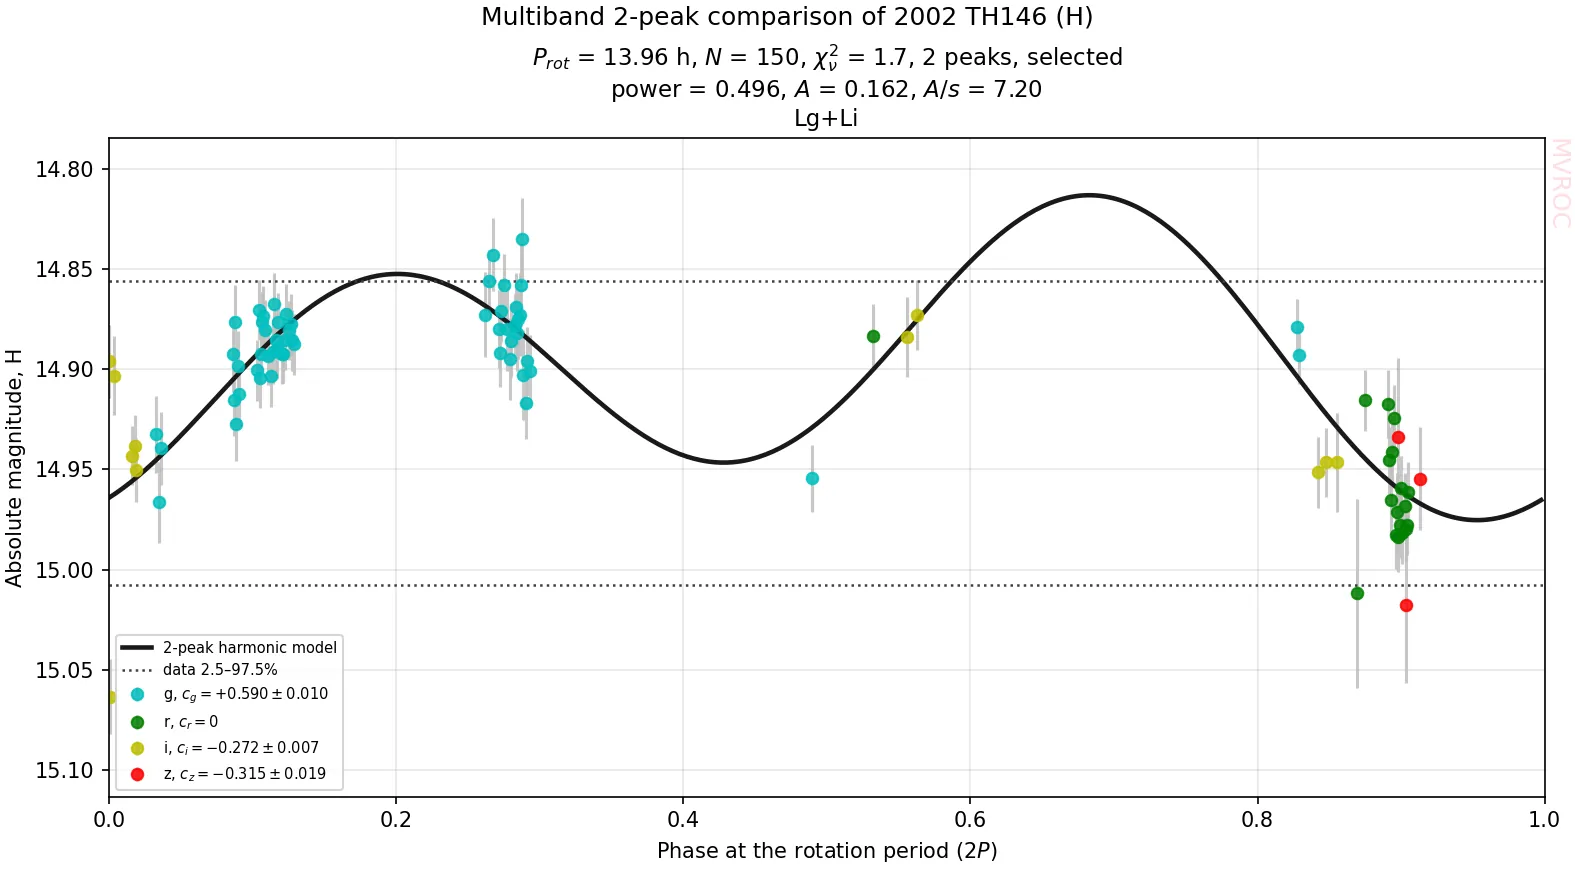 Multiband 2-peak comparison of 2002 TH146 (H)
P_rot = 13.96 h, N = 150, χ²_ν = 1.7, 2 peaks, selected
power = 0.496, A = 0.162, A/s = 7.20
Lg+Li
MVROC
Absolute magnitude, H
14.80
14.85
14.90
14.95
15.00
15.05
15.10
2-peak harmonic model
data 2.5–97.5%
g, c_g = +0.590 ± 0.010
r, c_r = 0
i, c_i = −0.272 ± 0.007
z, c_z = −0.315 ± 0.019
0.0 0.2 0.4 0.6 0.8 1.0
Phase at the rotation period (2P)